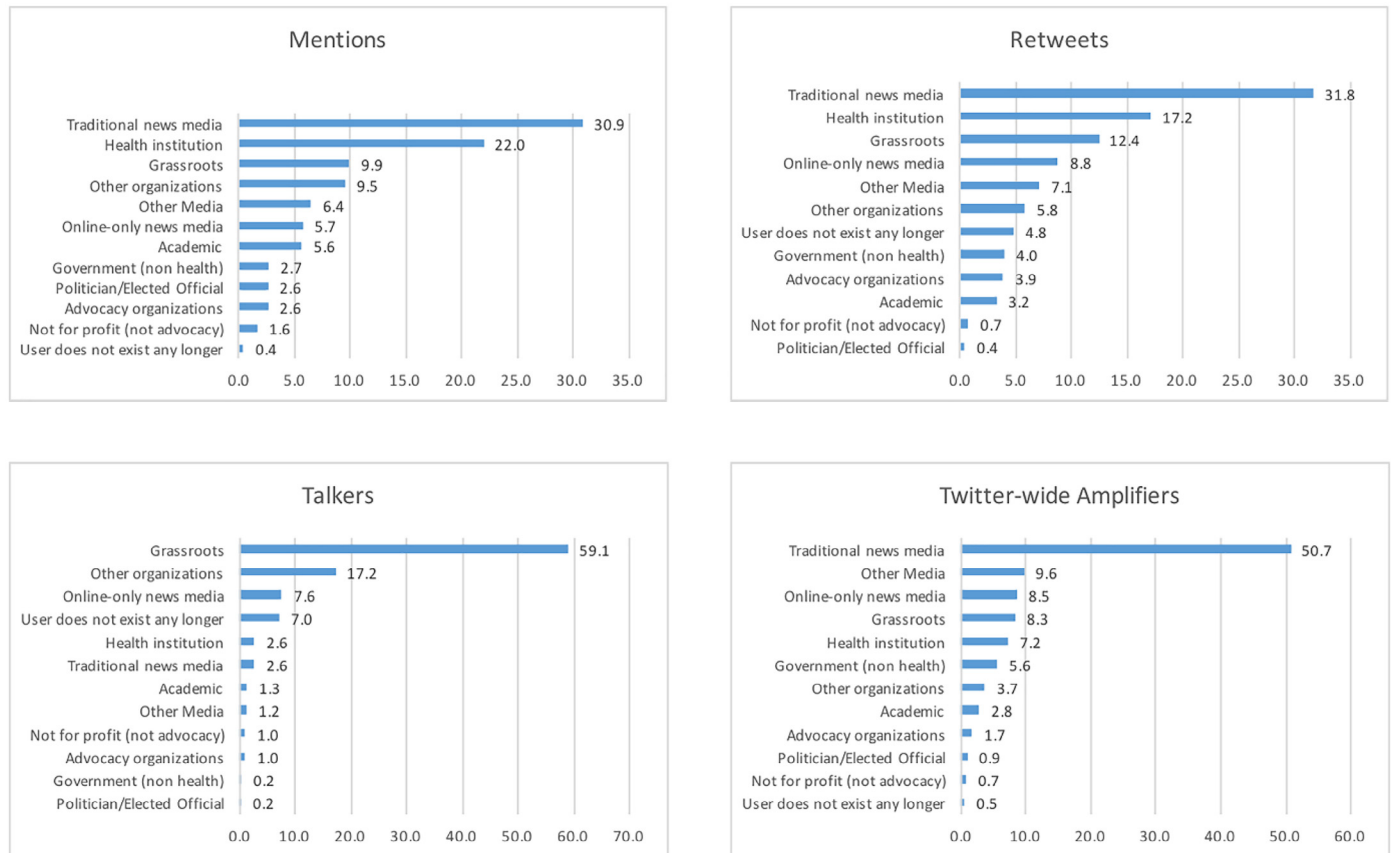 Mentions
Traditional news media 30.9
Health institution 22.0
Grassroots 9.9
Other organizations 9.5
Other Media 6.4
Online-only news media 5.7
Academic 5.6
Government (non health) 2.7
Politician/Elected Official 2.6
Advocacy organizations 2.6
Not for profit (not advocacy) 1.6
User does not exist any longer 0.4
0.0 5.0 10.0 15.0 20.0 25.0 30.0 35.0
Retweets
Traditional news media 31.8
Health institution 17.2
Grassroots 12.4
Online-only news media 8.8
Other Media 7.1
Other organizations 5.8
User does not exist any longer 4.8
Government (non health) 4.0
Advocacy organizations 3.9
Academic 3.2
Not for profit (not advocacy) 0.7
Politician/Elected Official 0.4
0.0 5.0 10.0 15.0 20.0 25.0 30.0 35.0
Talkers
Grassroots 59.1
Other organizations 17.2
Online-only news media 7.6
User does not exist any longer 7.0
Health institution 2.6
Traditional news media 2.6
Academic 1.3
Other Media 1.2
Not for profit (not advocacy) 1.0
Advocacy organizations 1.0
Government (non health) 0.2
Politician/Elected Official 0.2
0.0 10.0 20.0 30.0 40.0 50.0 60.0 70.0
Twitter-wide Amplifiers
Traditional news media 50.7
Other Media 9.6
Online-only news media 8.5
Grassroots 8.3
Health institution 7.2
Government (non health) 5.6
Other organizations 3.7
Academic 2.8
Advocacy organizations 1.7
Politician/Elected Official 0.9
Not for profit (not advocacy) 0.7
User does not exist any longer 0.5
0.0 10.0 20.0 30.0 40.0 50.0 60.0